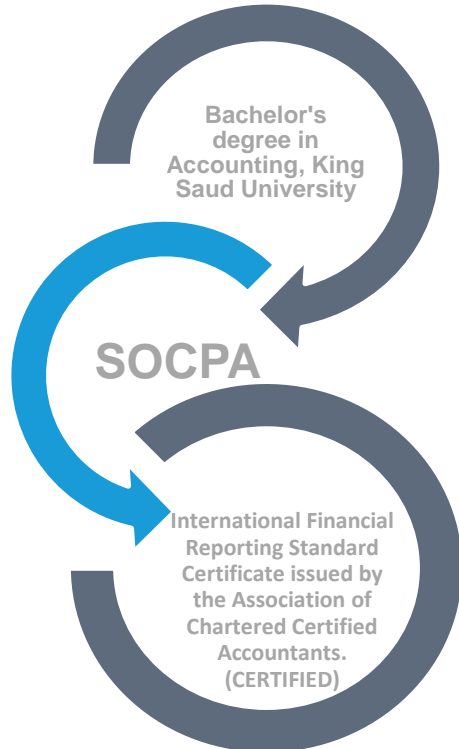 Bachelor's
degree in
Accounting, King
Saud University
SOCPA
International Financial
Reporting Standard
Certificate issued by
the Association of
Chartered Certified
Accountants.
(CERTIFIED)